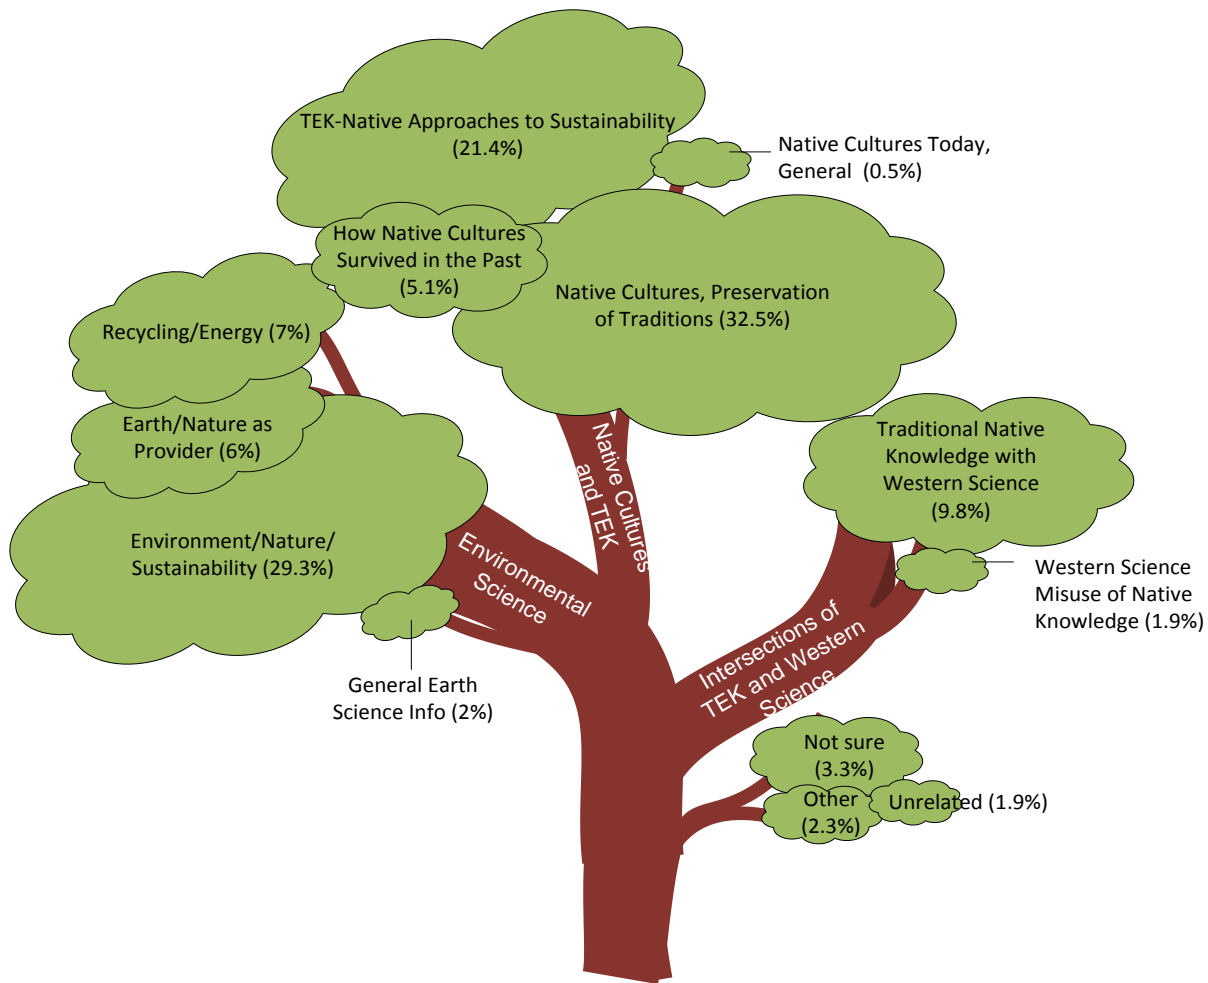 TEK-Native Approaches to Sustainability
(21.4%)
Native Cultures Today,
General (0.5%)
How Native Cultures
Survived in the Past
(5.1%)
Native Cultures, Preservation
of Traditions (32.5%)
Recycling/Energy (7%)
Earth/Nature as
Provider (6%)
Traditional Native
Knowledge with
Western Science
(9.8%)
Environment/Nature/
Sustainability (29.3%)
Environmental
Science
Native Cultures
and TEK
Western Science
Misuse of Native
Knowledge (1.9%)
Intersections of
TEK and Western
Science
General Earth
Science Info (2%)
Not sure
(3.3%)
Other
(2.3%)
Unrelated (1.9%)